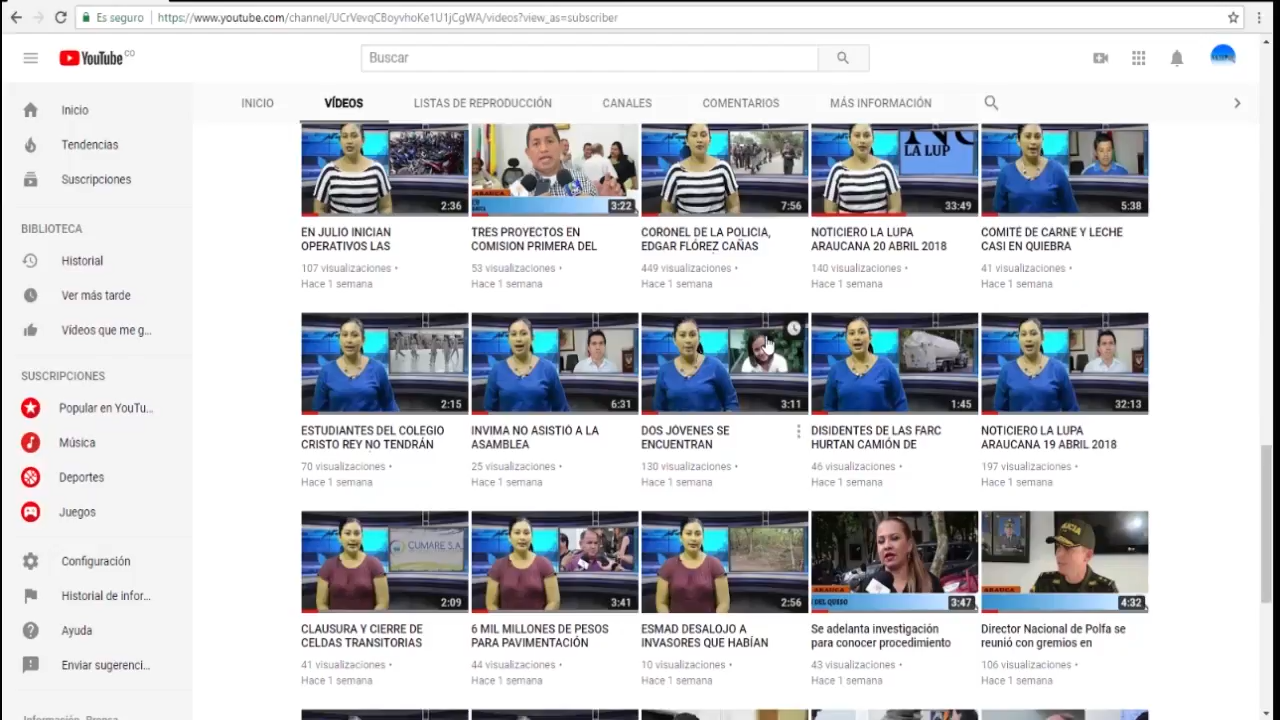 Es seguro | https://www.youtube.com/channel/UCrVevqCBoyvhoKe1U1jCgWA/videos?view_as=subscriber
YouTube CO
Buscar
INICIO VÍDEOS LISTAS DE REPRODUCCIÓN CANALES COMENTARIOS MÁS INFORMACIÓN
Inicio
Tendencias
Suscripciones
BIBLIOTECA
Historial
Ver más tarde
Vídeos que me g...
SUSCRIPCIONES
Popular en YouTu...
Música
Deportes
Juegos
Configuración
Historial de infor...
Ayuda
Enviar sugerenci...
Información Prensa
2:36
EN JULIO INICIAN
OPERATIVOS LAS
107 visualizaciones •
Hace 1 semana
ARAUCA
3:22
TRES PROYECTOS EN
COMISION PRIMERA DEL
53 visualizaciones •
Hace 1 semana
7:56
CORONEL DE LA POLICIA,
EDGAR FLÓREZ CAÑAS
449 visualizaciones •
Hace 1 semana
LA LUP
33:49
NOTICIERO LA LUPA
ARAUCANA 20 ABRIL 2018
140 visualizaciones •
Hace 1 semana
5:38
COMITÉ DE CARNE Y LECHE
CASI EN QUIEBRA
41 visualizaciones •
Hace 1 semana
2:15
ESTUDIANTES DEL COLEGIO
CRISTO REY NO TENDRÁN
70 visualizaciones •
Hace 1 semana
6:31
INVIMA NO ASISTIÓ A LA
ASAMBLEA
25 visualizaciones •
Hace 1 semana
3:11
DOS JÓVENES SE
ENCUENTRAN
130 visualizaciones •
Hace 1 semana
1:45
DISIDENTES DE LAS FARC
HURTAN CAMIÓN DE
46 visualizaciones •
Hace 1 semana
32:13
NOTICIERO LA LUPA
ARAUCANA 19 ABRIL 2018
197 visualizaciones •
Hace 1 semana
CUMARE S.A.
2:09
CLAUSURA Y CIERRE DE
CELDAS TRANSITORIAS
41 visualizaciones •
Hace 1 semana
3:41
6 MIL MILLONES DE PESOS
PARA PAVIMENTACIÓN
44 visualizaciones •
Hace 1 semana
2:56
ESMAD DESALOJO A
INVASORES QUE HABÍAN
10 visualizaciones •
Hace 1 semana
ARAUCA
DEL QUESO
3:47
Se adelanta investigación
para conocer procedimiento
43 visualizaciones •
Hace 1 semana
ARAUCA
4:32
Director Nacional de Polfa se
reunió con gremios en
106 visualizaciones •
Hace 1 semana